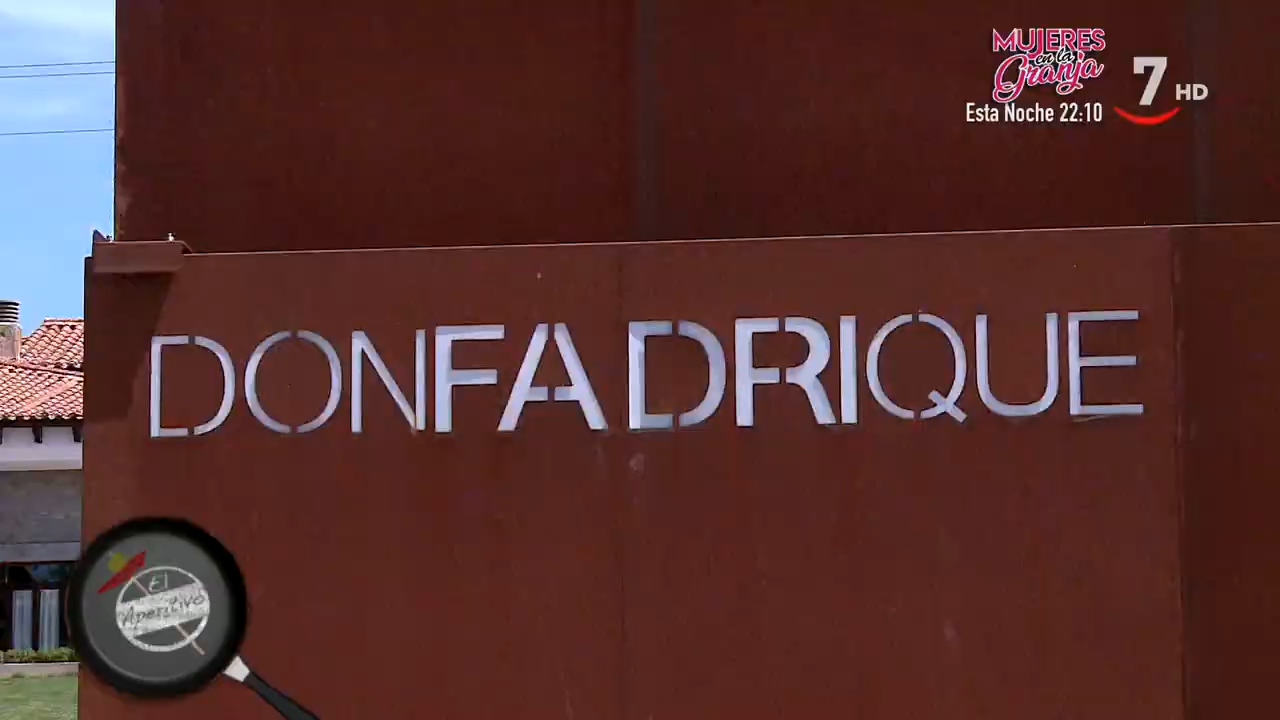 MUJERES
en la
Granja
7 HD
Esta Noche 22:10
DONFADRIQUE
El
Aperitivo